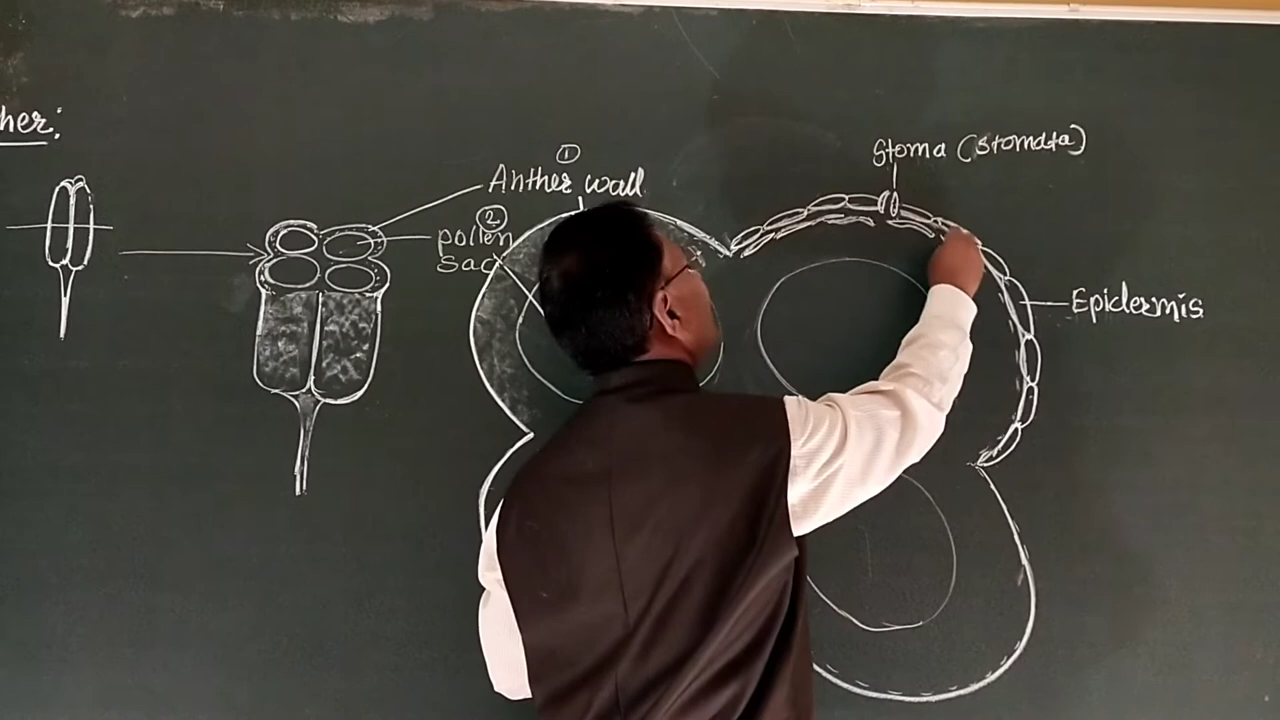 her:
①
Anther wall
②
pollen
sac
Stoma (stomata)
Epidermis